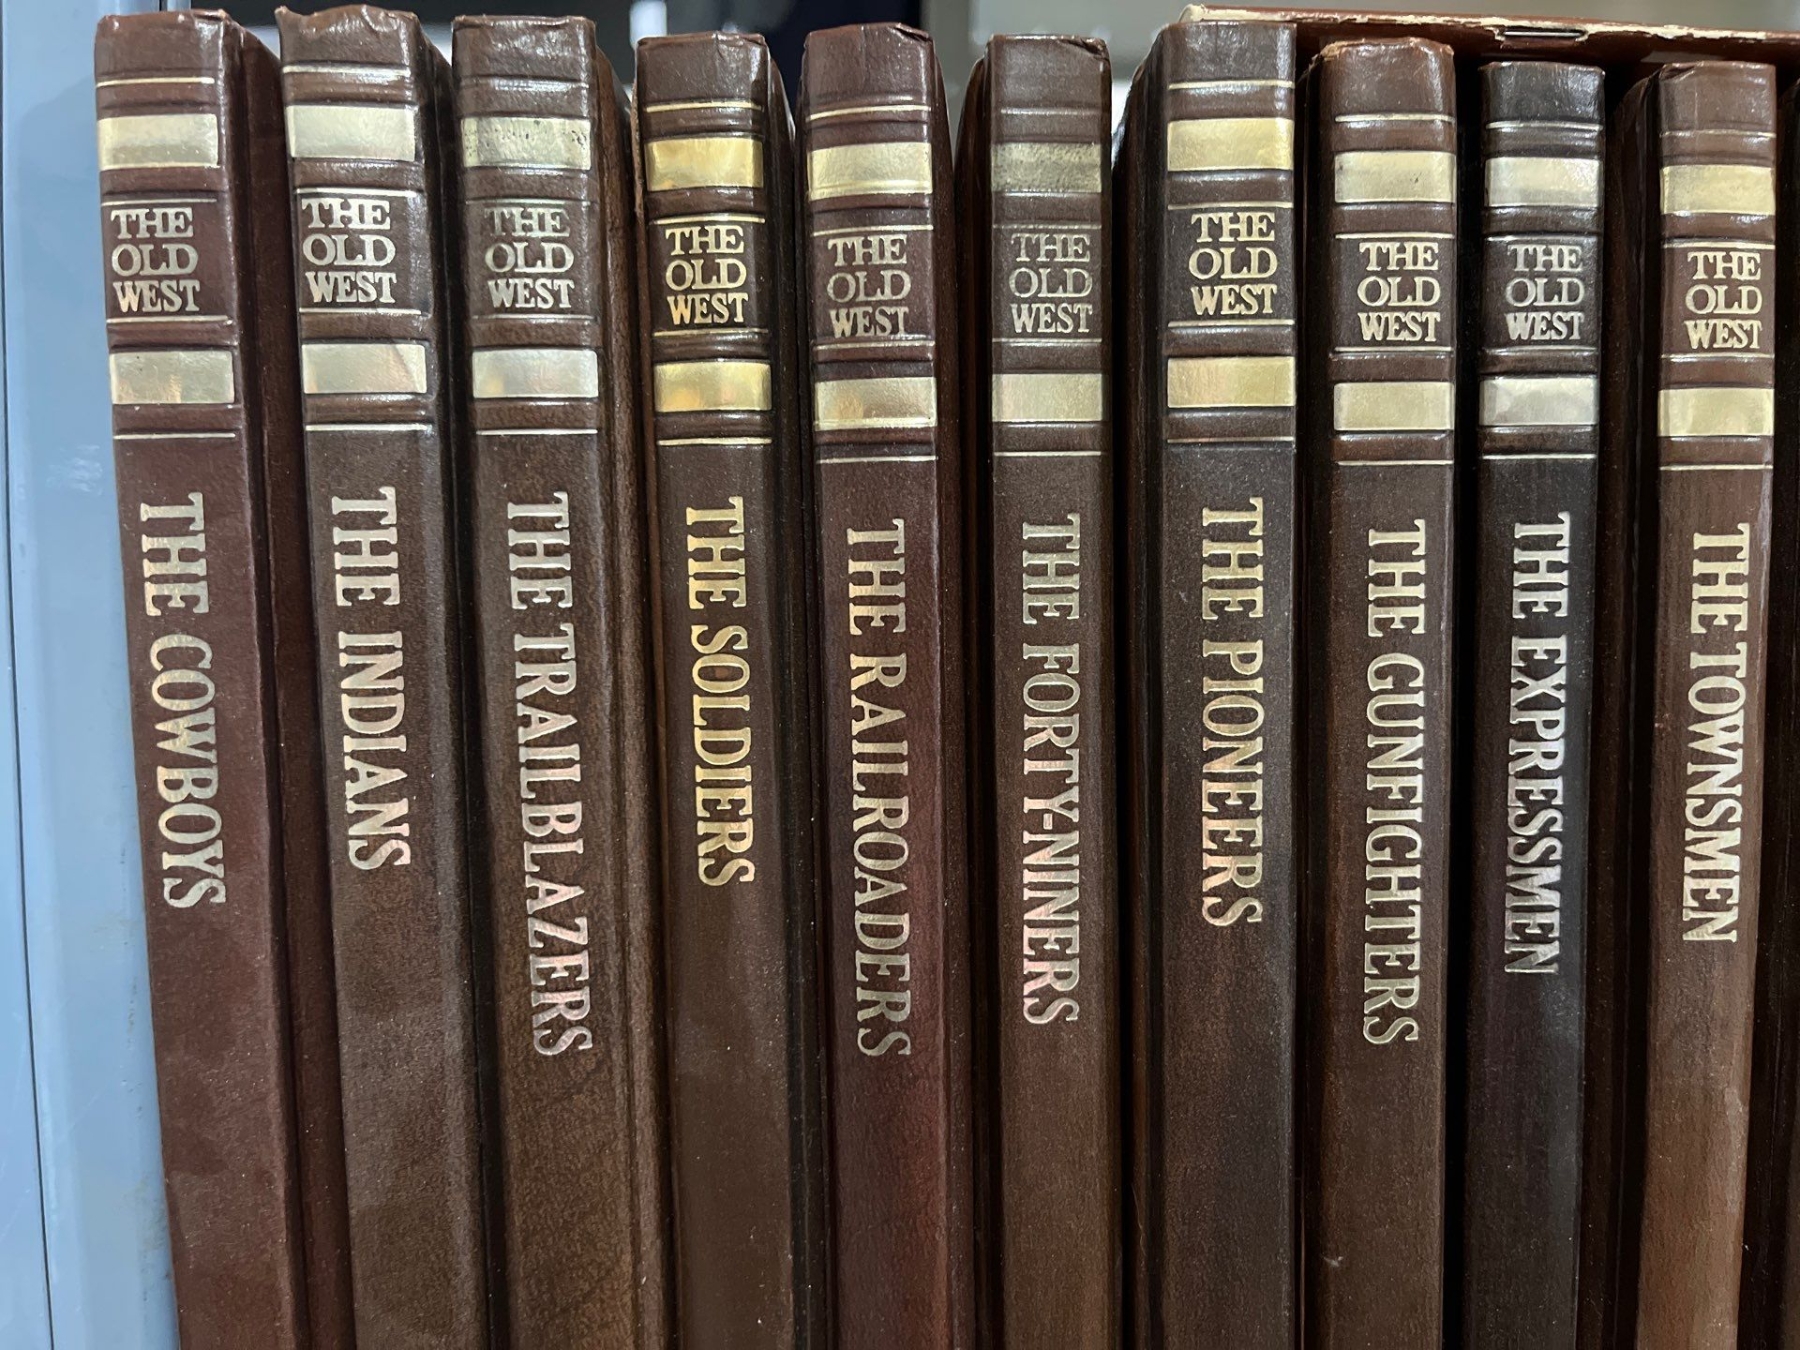 THE
OLD
WEST
THE COWBOYS
THE
OLD
WEST
THE INDIANS
THE
OLD
WEST
THE TRAILBLAZERS
THE
OLD
WEST
THE SOLDIERS
THE
OLD
WEST
THE RAILROADERS
THE
OLD
WEST
THE FORTY-NINERS
THE
OLD
WEST
THE PIONEERS
THE
OLD
WEST
THE GUNFIGHTERS
THE
OLD
WEST
THE EXPRESSMEN
THE
OLD
WEST
THE TOWNSMEN